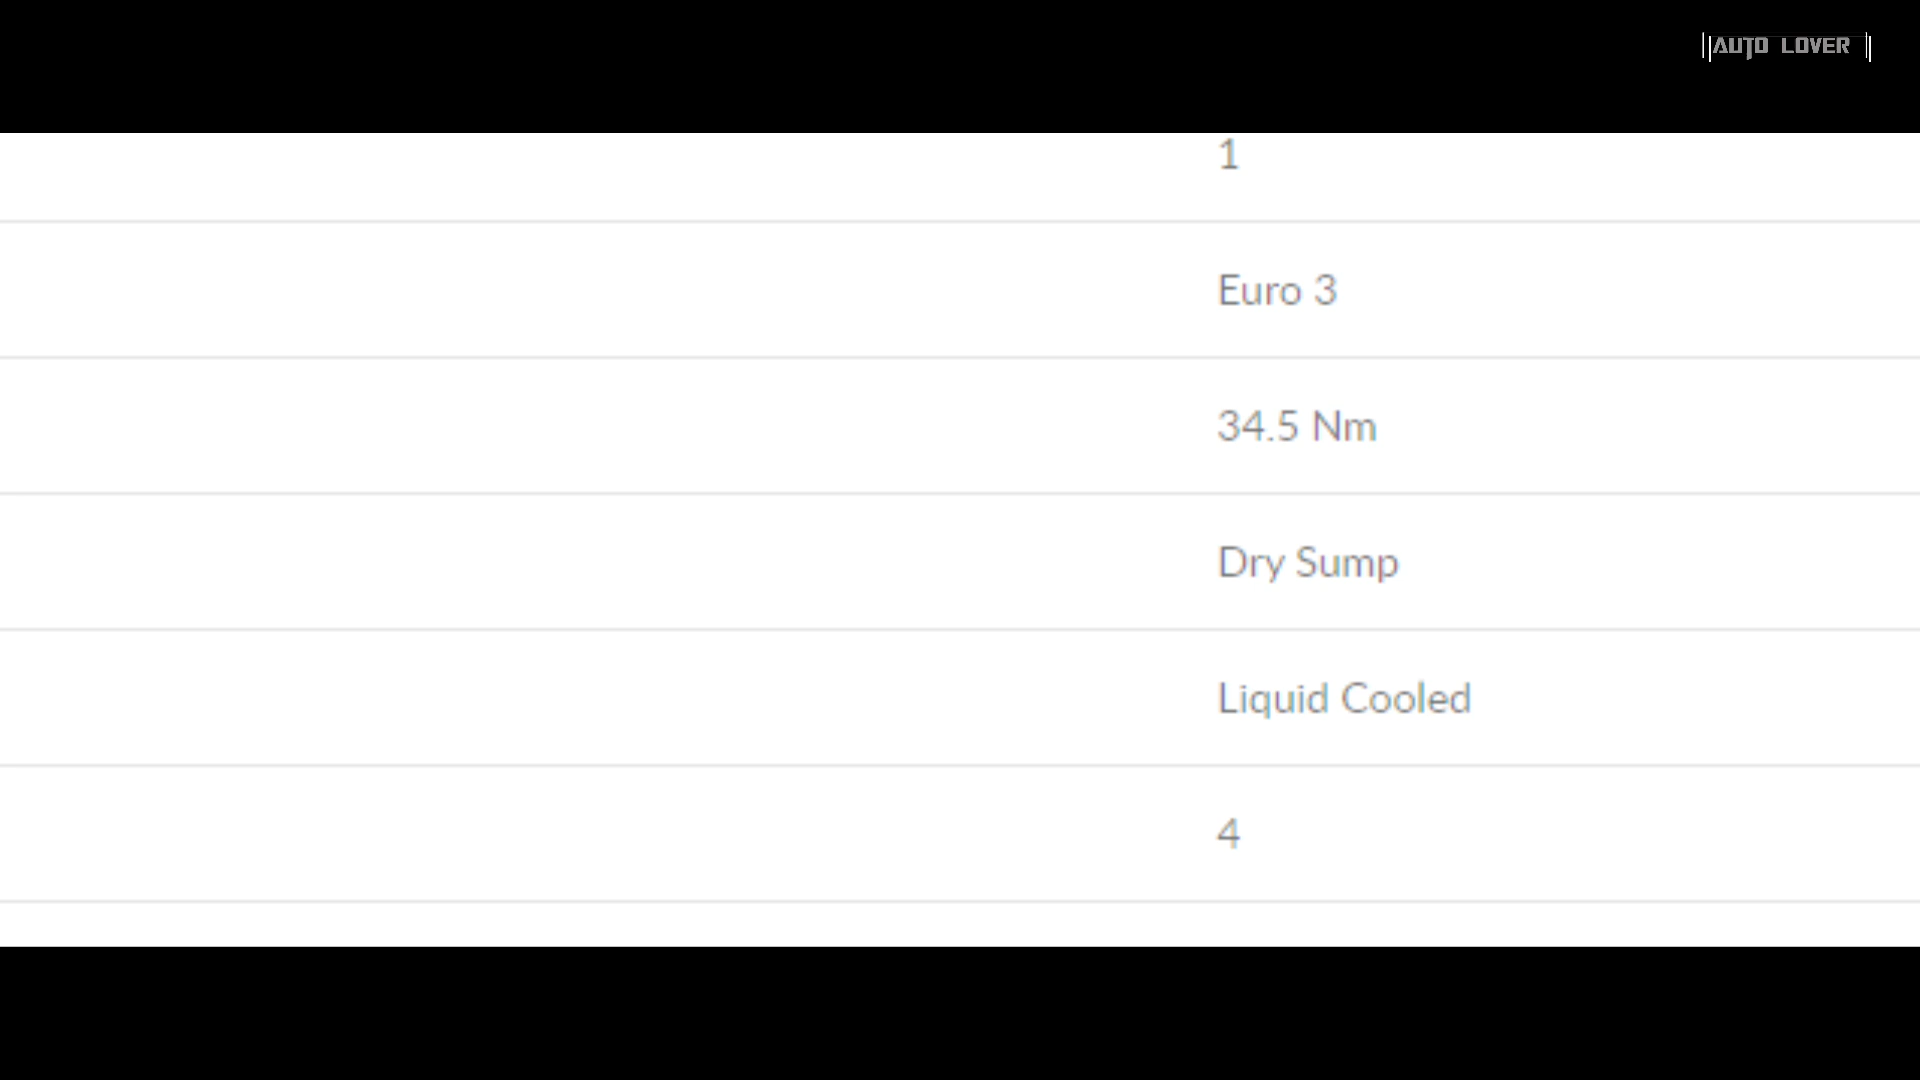 AUTO LOVER
1
Euro 3
34.5 Nm
Dry Sump
Liquid Cooled
4